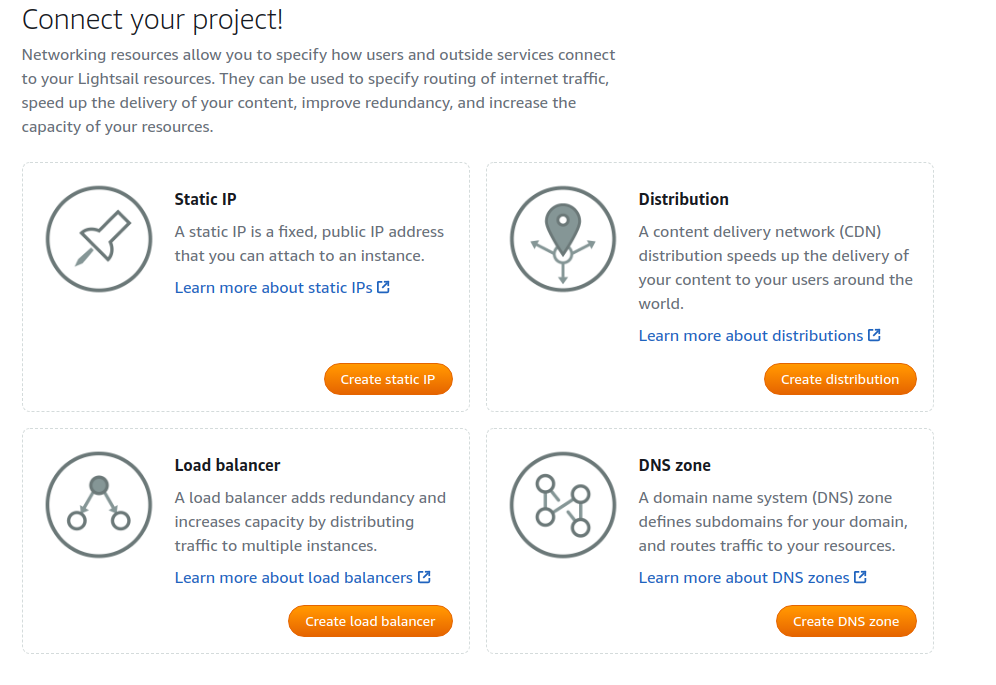 Connect your project!
Networking resources allow you to specify how users and outside services connect
to your Lightsail resources. They can be used to specify routing of internet traffic,
speed up the delivery of your content, improve redundancy, and increase the
capacity of your resources.
Static IP
A static IP is a fixed, public IP address
that you can attach to an instance.
Learn more about static IPs
Create static IP
Distribution
A content delivery network (CDN)
distribution speeds up the delivery of
your content to your users around the
world.
Learn more about distributions
Create distribution
Load balancer
A load balancer adds redundancy and
increases capacity by distributing
traffic to multiple instances.
Learn more about load balancers
Create load balancer
DNS zone
A domain name system (DNS) zone
defines subdomains for your domain,
and routes traffic to your resources.
Learn more about DNS zones
Create DNS zone